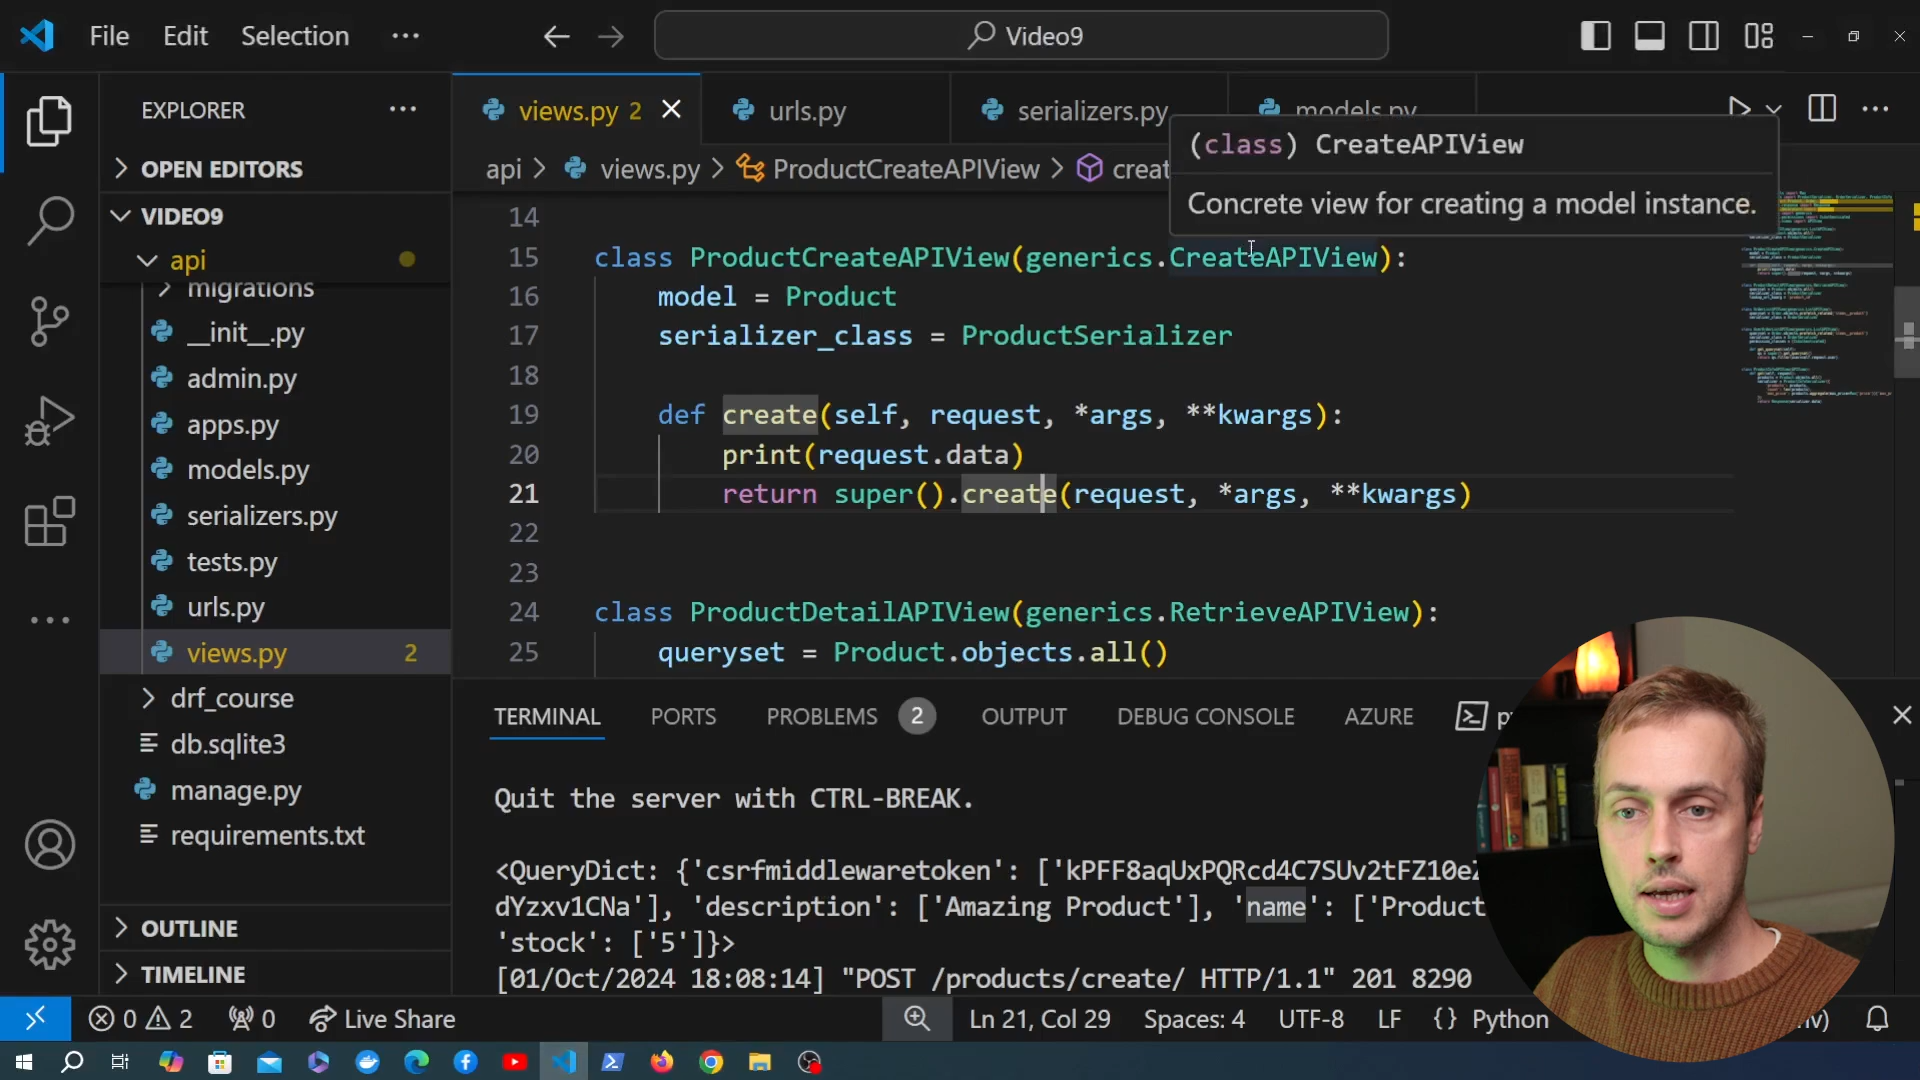 File Edit Selection ···
Video9
EXPLORER
OPEN EDITORS
VIDEO9
api
migrations
__init__.py
admin.py
apps.py
models.py
serializers.py
tests.py
urls.py
views.py 2
drf_course
db.sqlite3
manage.py
requirements.txt
OUTLINE
TIMELINE
views.py 2
urls.py
serializers.py
models.py
api > views.py > ProductCreateAPIView > creat
(class) CreateAPIView
Concrete view for creating a model instance.
14
15 class ProductCreateAPIView(generics.CreateAPIView):
16 model = Product
17 serializer_class = ProductSerializer
18
19 def create(self, request, *args, **kwargs):
20 print(request.data)
21 return super().create(request, *args, **kwargs)
22
23
24 class ProductDetailAPIView(generics.RetrieveAPIView):
25 queryset = Product.objects.all()
TERMINAL PORTS PROBLEMS 2 OUTPUT DEBUG CONSOLE AZURE
Quit the server with CTRL-BREAK.
<QueryDict: {'csrfmiddlewaretoken': ['kPFF8aqUxPQRcd4C7SUv2tFZ10e
dYzxv1CNa'], 'description': ['Amazing Product'], 'name': ['Product
'stock': ['5']}>
[01/Oct/2024 18:08:14] "POST /products/create/ HTTP/1.1" 201 8290
0 2 0 Live Share Ln 21, Col 29 Spaces: 4 UTF-8 LF {} Python